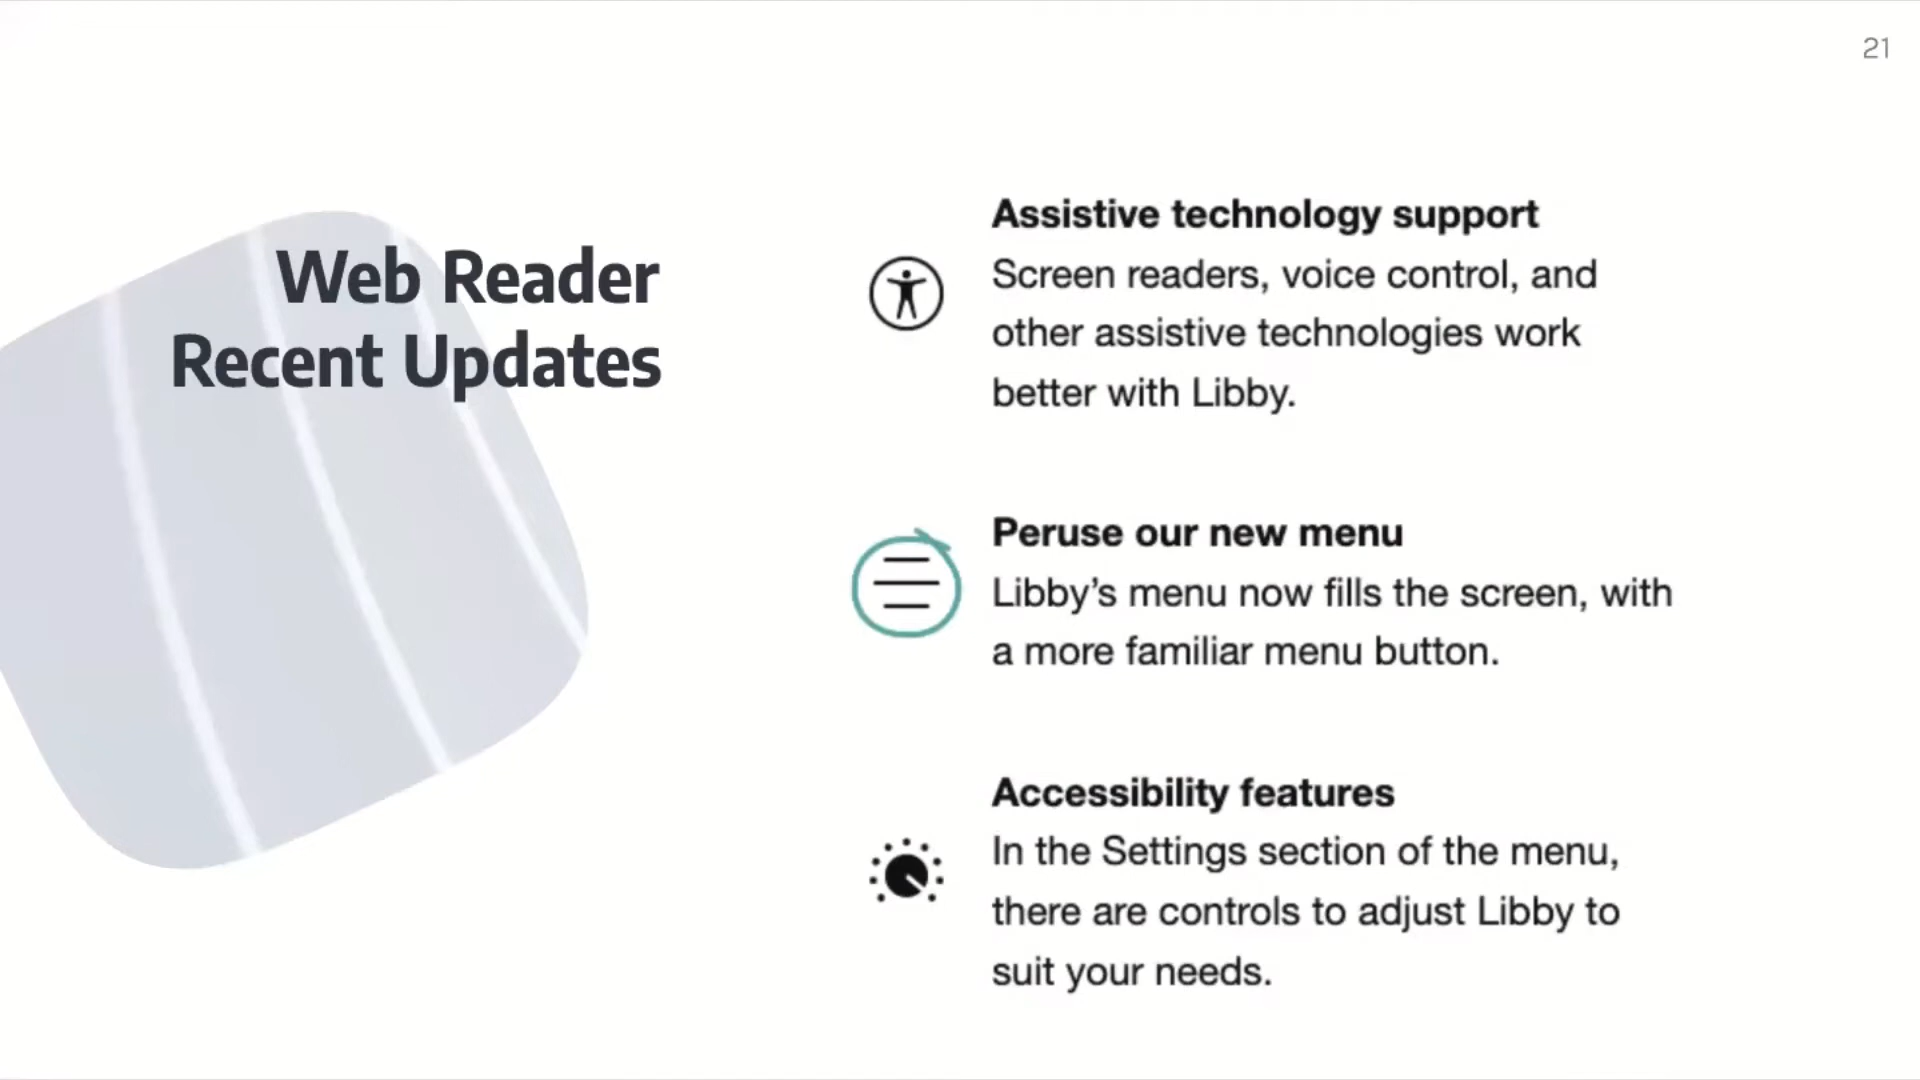 21
Web Reader
Recent Updates
Assistive technology support
Screen readers, voice control, and
other assistive technologies work
better with Libby.
Peruse our new menu
Libby’s menu now fills the screen, with
a more familiar menu button.
Accessibility features
In the Settings section of the menu,
there are controls to adjust Libby to
suit your needs.